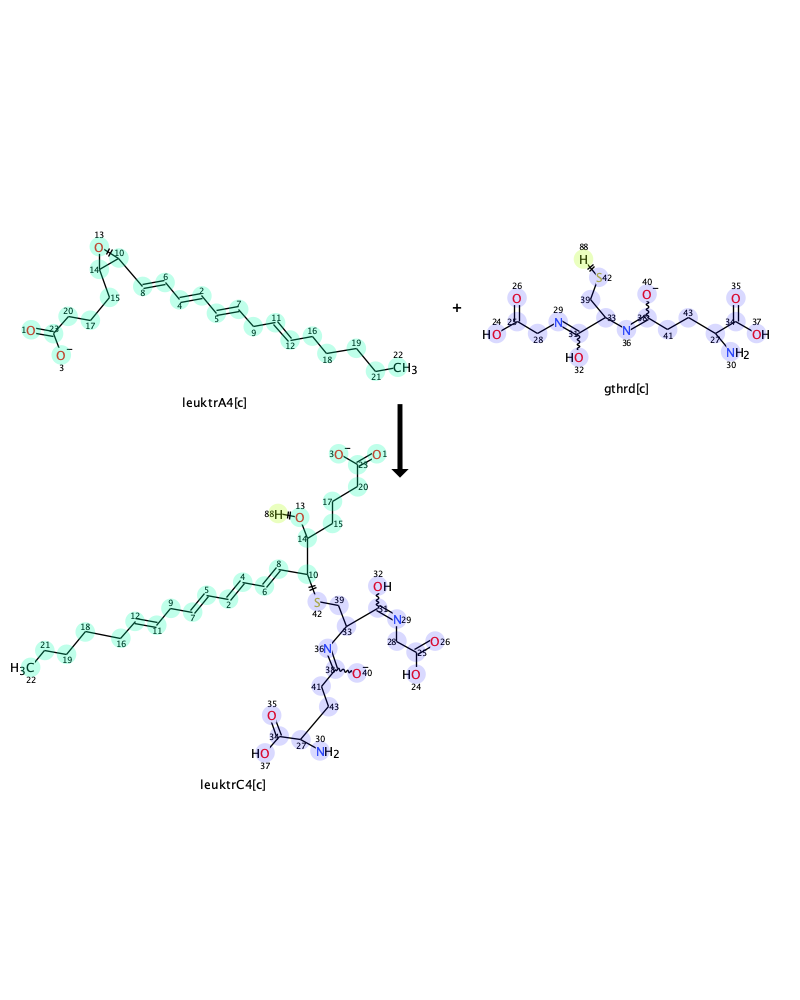 13
O
10
14
6
8
4
2
5
7
15
9
11
12
16
18
19
21
22
CH3
20
17
23
1O
O−
3
leuktrA4[c]
+
88
H
S42
39
26
O
24
HO
25
28
29
N
31
HO
32
33
N
36
40
O−
38
41
43
35
O
34
37
OH
27
NH2
30
gthrd[c]
3O−
O1
23
20
17
15
13
O
88H
14
10
8
6
4
2
5
7
9
11
12
16
18
19
21
H3C
22
S
42
39
33
32
OH
31
N29
28
25
O26
HO
24
36N
38
O−40
41
43
35
O
34
HO
37
27
30
NH2
leuktrC4[c]